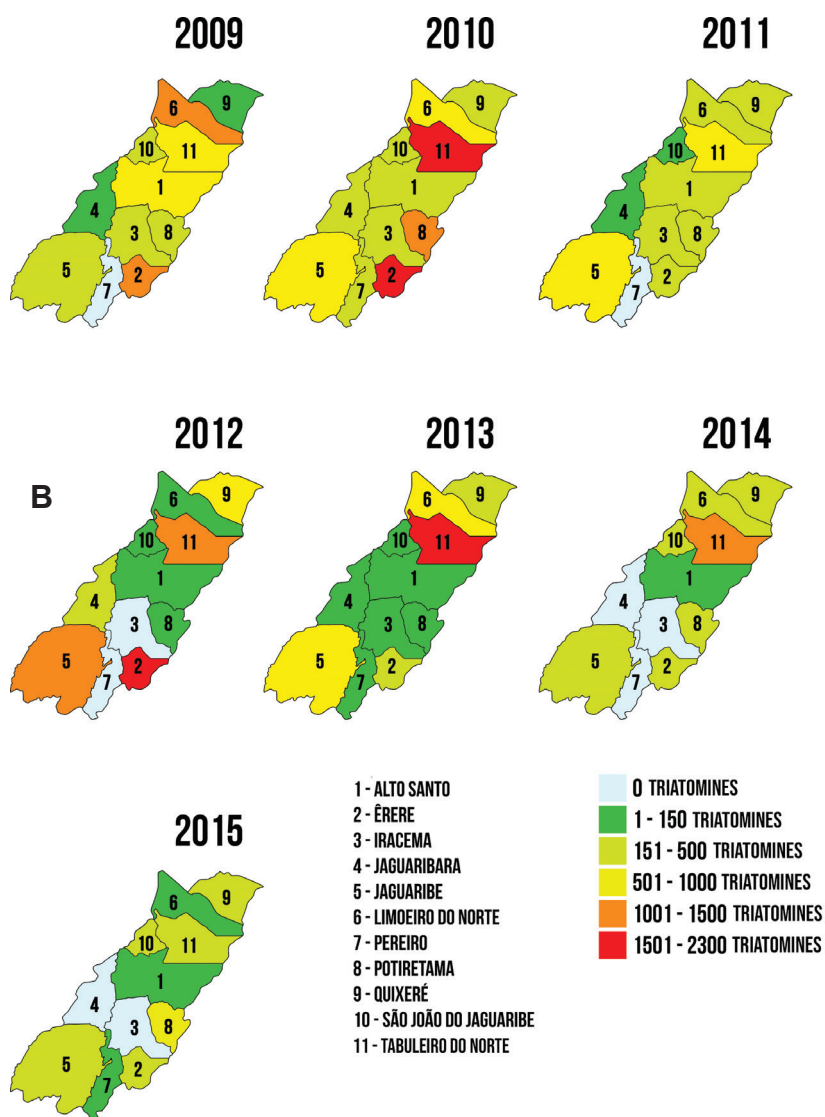 2009 2010 2011
6 9 10 11 1 4 3 8 5 7 2
6 9 10 11 1 4 3 8 5 7 2
6 9 10 11 1 4 3 8 5 7 2
2012 2013 2014
B
6 9 10 11 1 4 3 8 5 7 2
6 9 10 11 1 4 3 8 5 7 2
6 9 10 11 1 4 3 8 5 7 2
2015
6 9 10 11 1 4 3 8 5 7 2
1 - ALTO SANTO
2 - ÊRERE
3 - IRACEMA
4 - JAGUARIBARA
5 - JAGUARIBE
6 - LIMOEIRO DO NORTE
7 - PEREIRO
8 - POTIRETAMA
9 - QUIXERÉ
10 - SÃO JOÃO DO JAGUARIBE
11 - TABULEIRO DO NORTE
0 TRIATOMINES
1 - 150 TRIATOMINES
151 - 500 TRIATOMINES
501 - 1000 TRIATOMINES
1001 - 1500 TRIATOMINES
1501 - 2300 TRIATOMINES